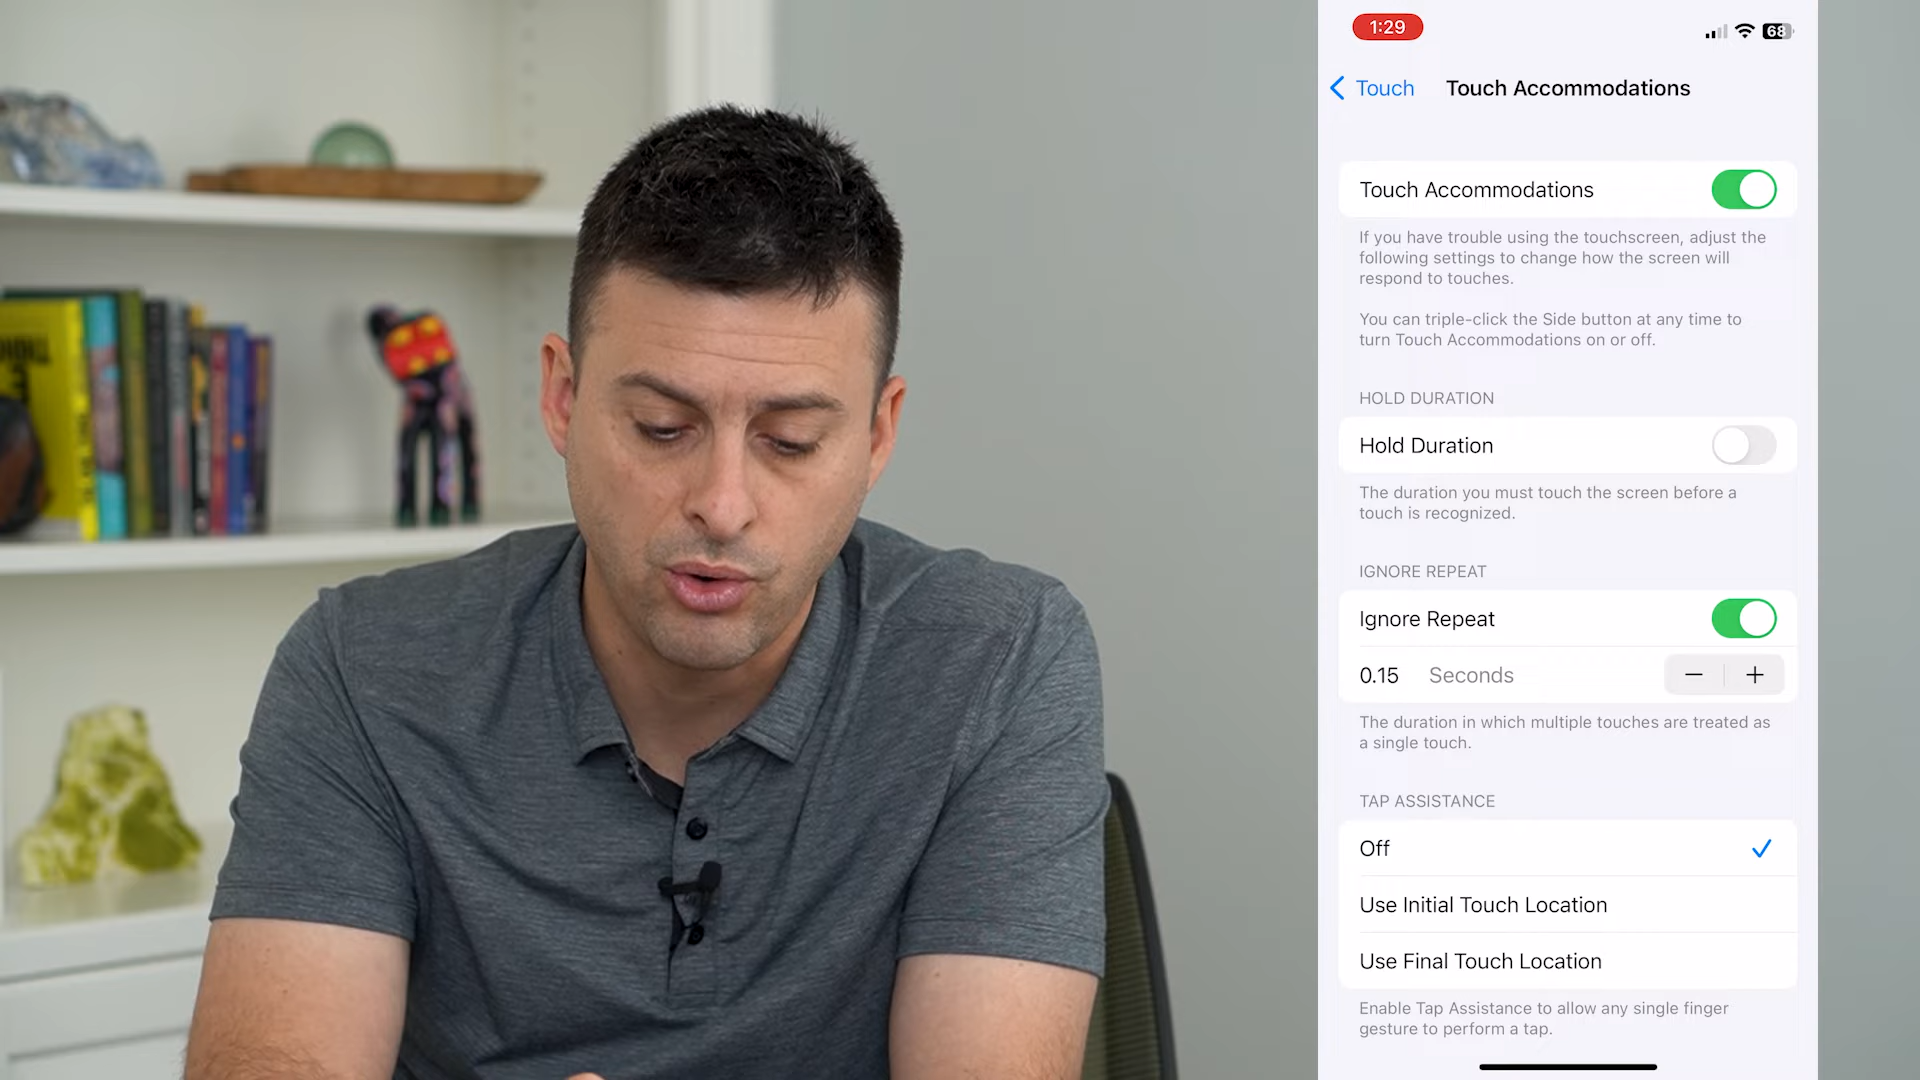 1:29
68
Touch
Touch Accommodations
Touch Accommodations
If you have trouble using the touchscreen, adjust the
following settings to change how the screen will
respond to touches.
You can triple-click the Side button at any time to
turn Touch Accommodations on or off.
HOLD DURATION
Hold Duration
The duration you must touch the screen before a
touch is recognized.
IGNORE REPEAT
Ignore Repeat
0.15 Seconds
The duration in which multiple touches are treated as
a single touch.
TAP ASSISTANCE
Off
Use Initial Touch Location
Use Final Touch Location
Enable Tap Assistance to allow any single finger
gesture to perform a tap.